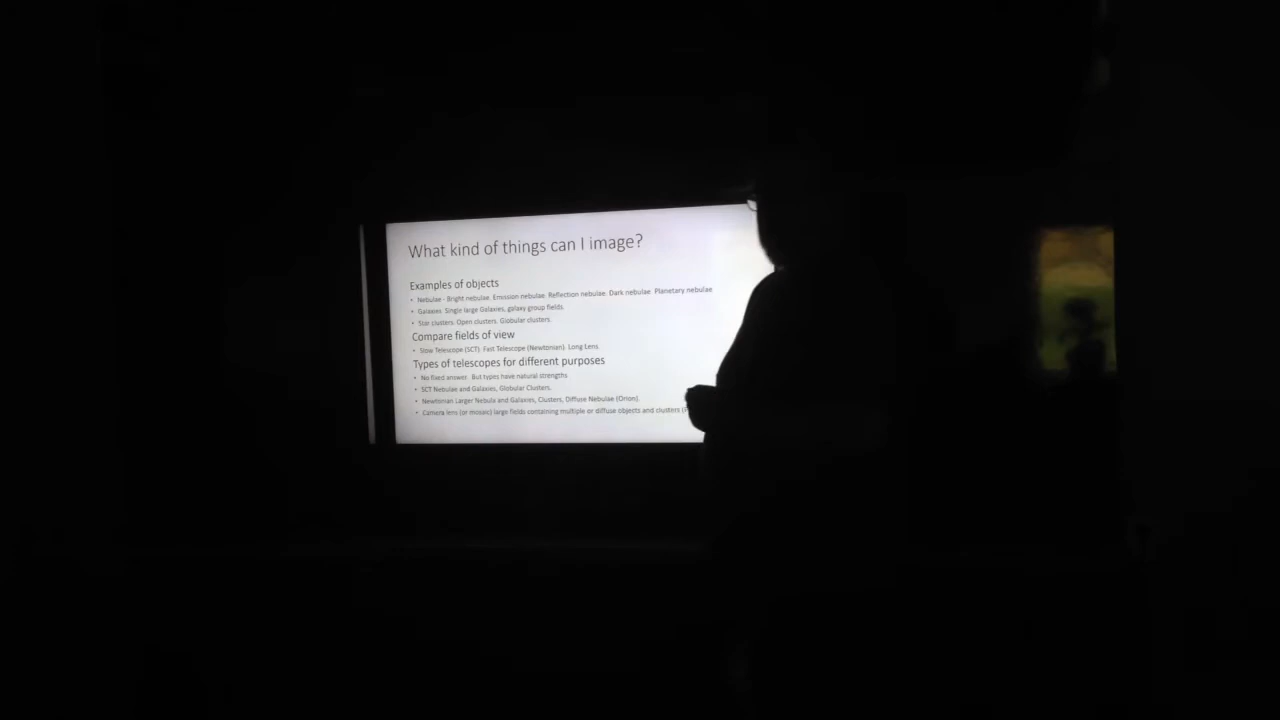 What kind of things can I image?
Examples of objects
• Nebulae - Bright nebulae. Emission nebulae. Reflection nebulae. Dark nebulae. Planetary nebulae
• Galaxies. Single large Galaxies, galaxy group fields.
• Star clusters. Open clusters. Globular clusters.
Compare fields of view
• Slow Telescope (SCT). Fast Telescope (Newtonian). Long Lens.
Types of telescopes for different purposes
• No fixed answer. But types have natural strengths
• SCT Nebulae and Galaxies, Globular Clusters.
• Newtonian Larger Nebula and Galaxies, Clusters, Diffuse Nebulae (Orion).
• Camera lens (or mosaic) large fields containing multiple or diffuse objects and clusters